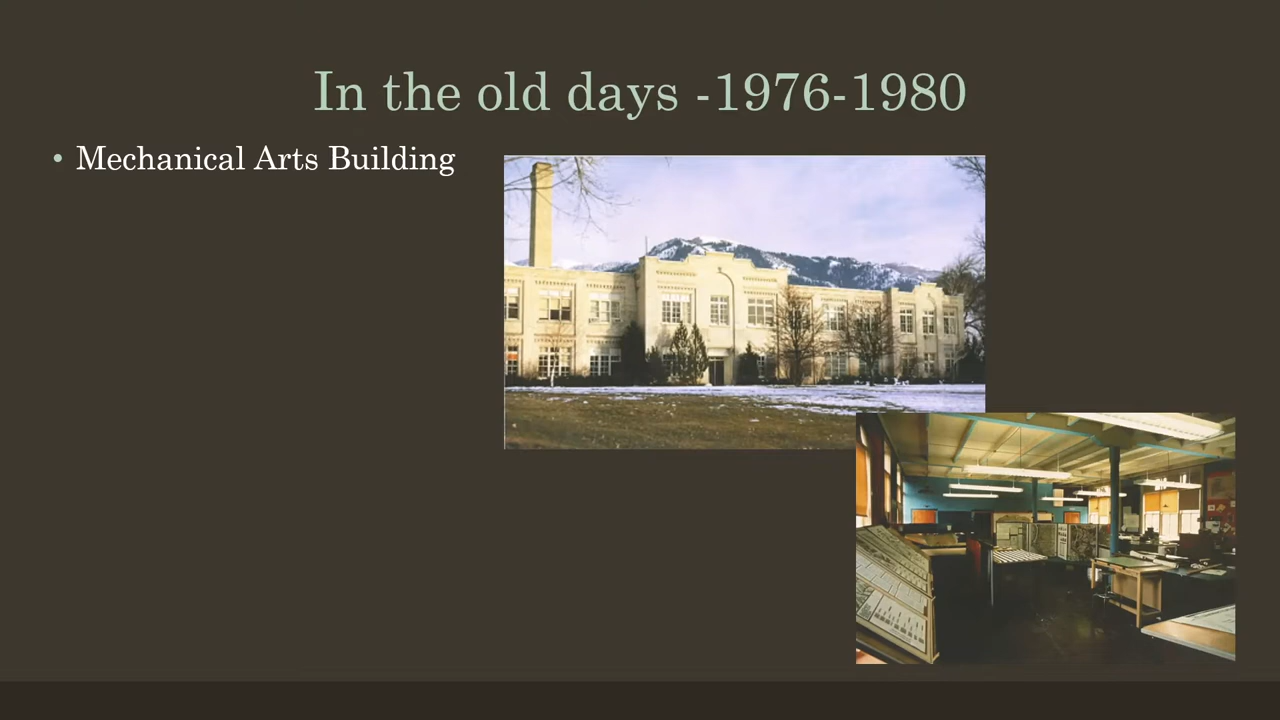 In the old days -1976-1980
• Mechanical Arts Building